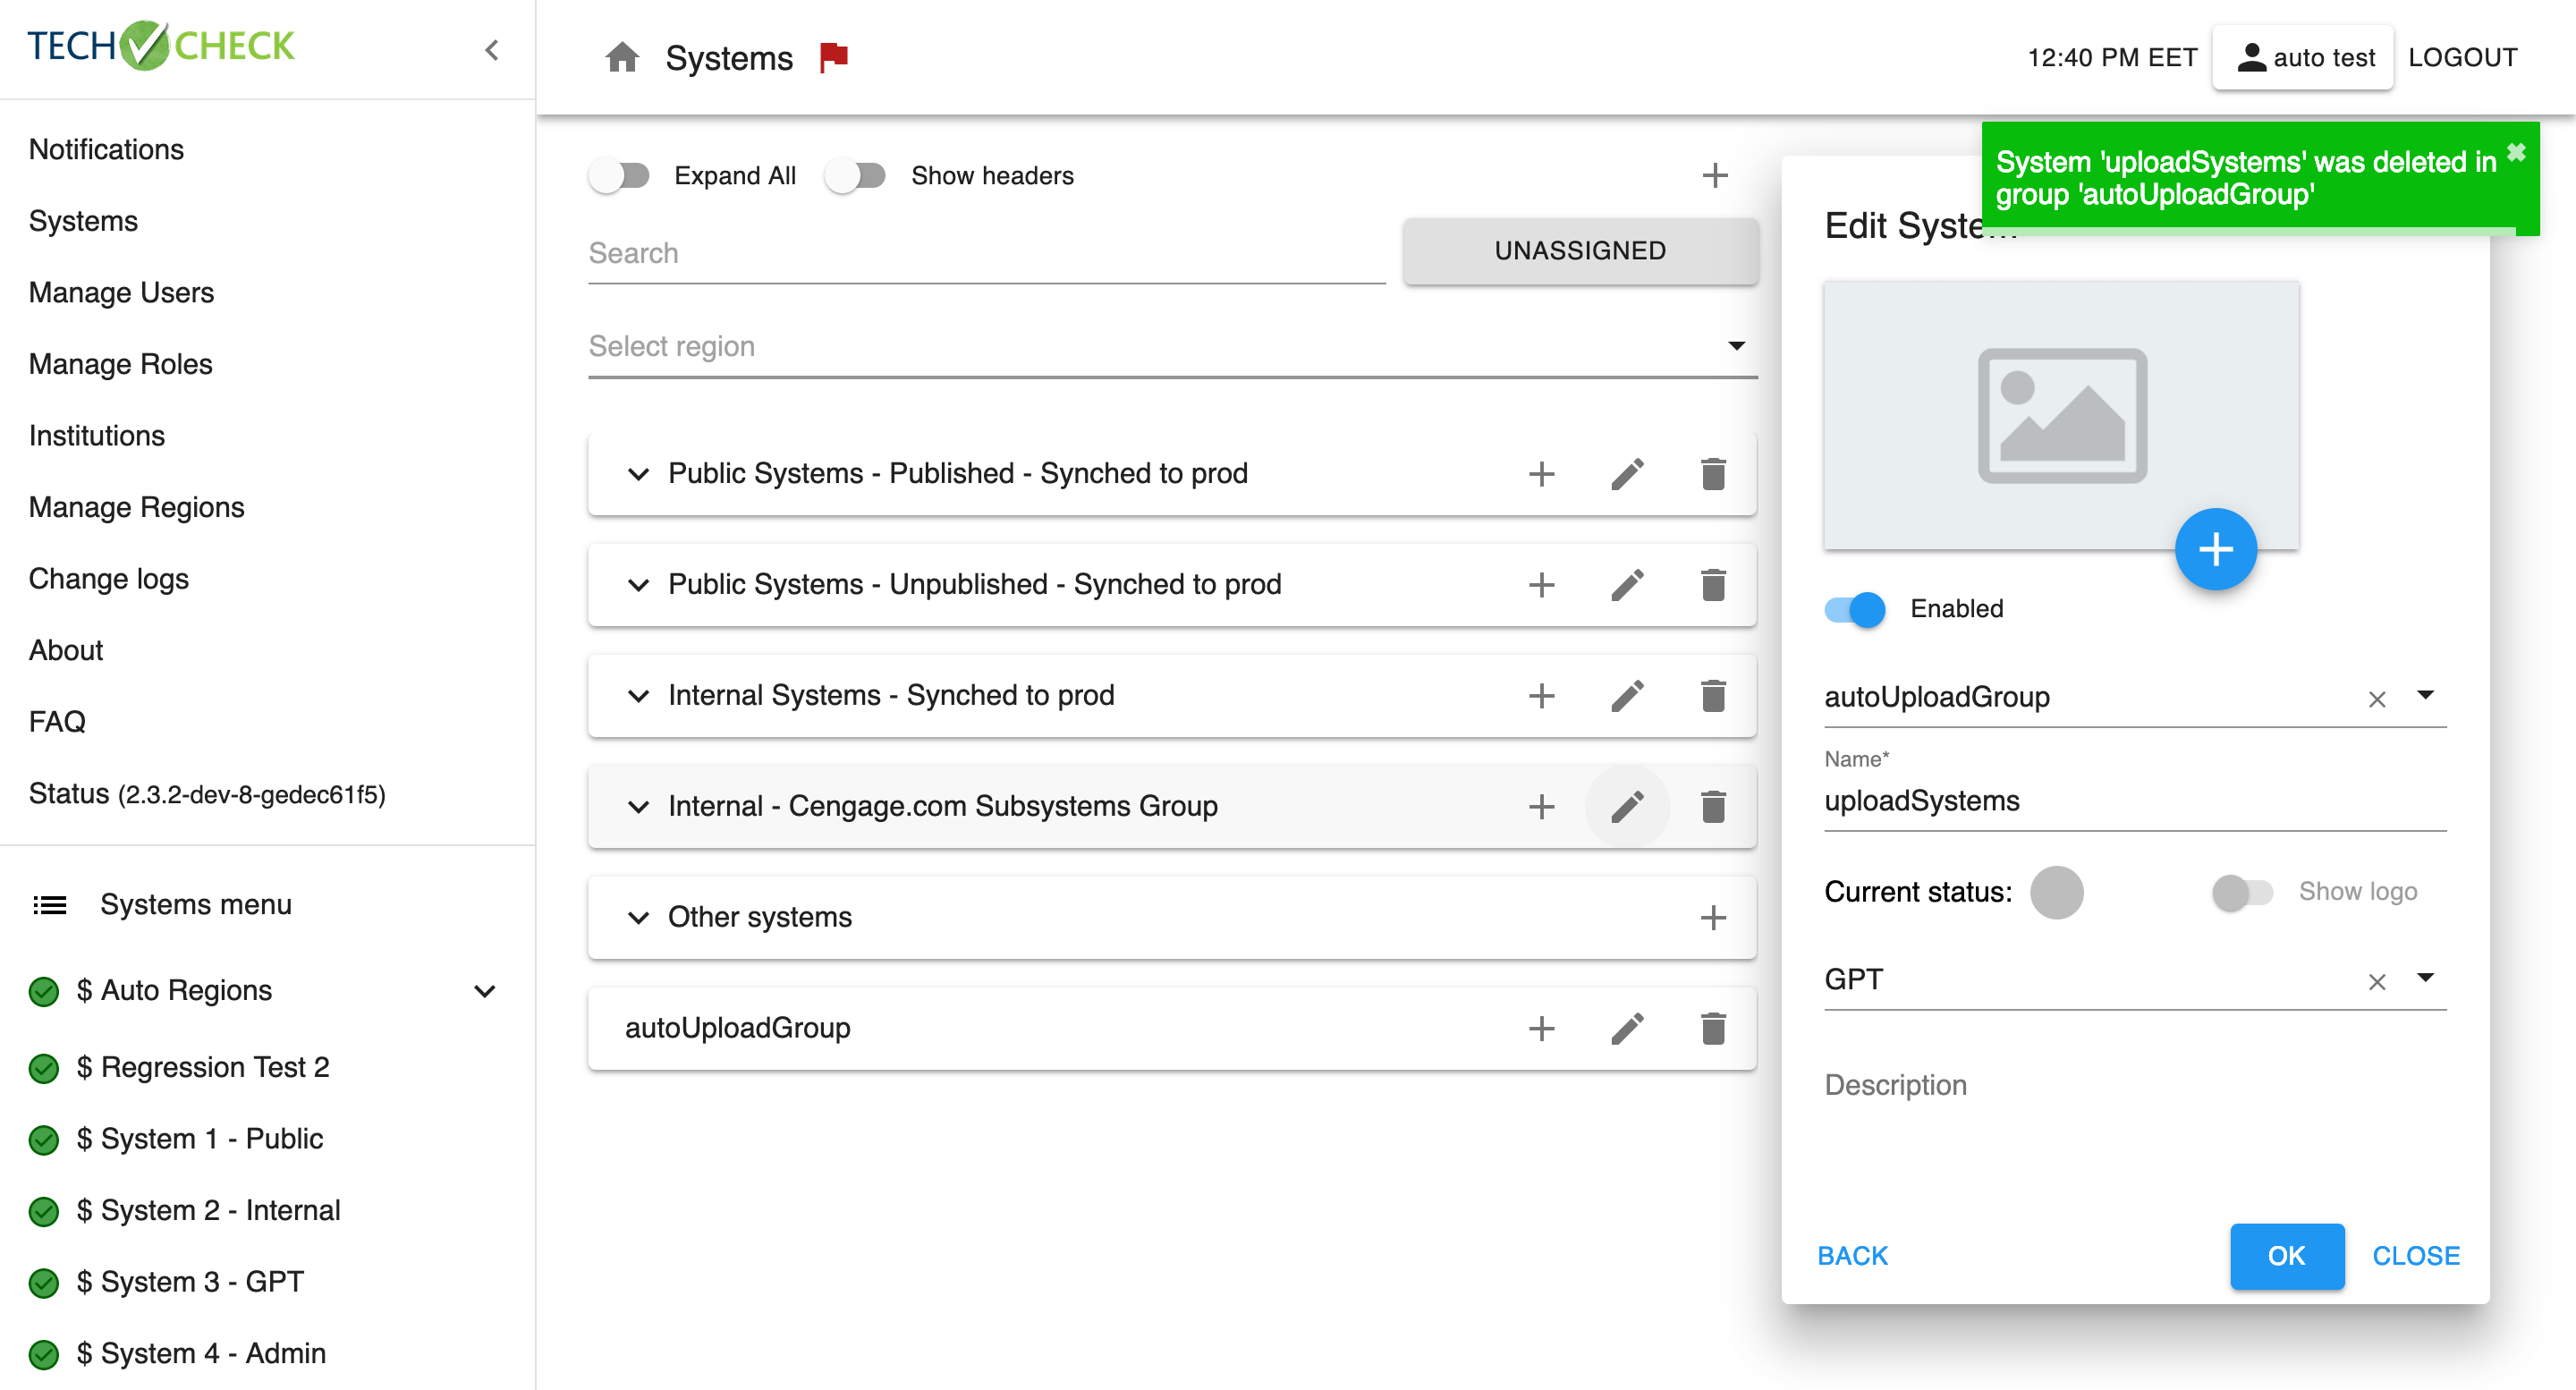 TECH CHECK
Systems
12:40 PM EET
auto test
LOGOUT
Notifications
Systems
Manage Users
Manage Roles
Institutions
Manage Regions
Change logs
About
FAQ
Status (2.3.2-dev-8-gedec61f5)
Systems menu
$ Auto Regions
$ Regression Test 2
$ System 1 - Public
$ System 2 - Internal
$ System 3 - GPT
$ System 4 - Admin
Expand All
Show headers
Search
UNASSIGNED
Select region
Public Systems - Published - Synched to prod
Public Systems - Unpublished - Synched to prod
Internal Systems - Synched to prod
Internal - Cengage.com Subsystems Group
Other systems
autoUploadGroup
System 'uploadSystems' was deleted in
group 'autoUploadGroup'
Edit System
Enabled
autoUploadGroup
Name*
uploadSystems
Current status:
Show logo
GPT
Description
BACK
OK
CLOSE